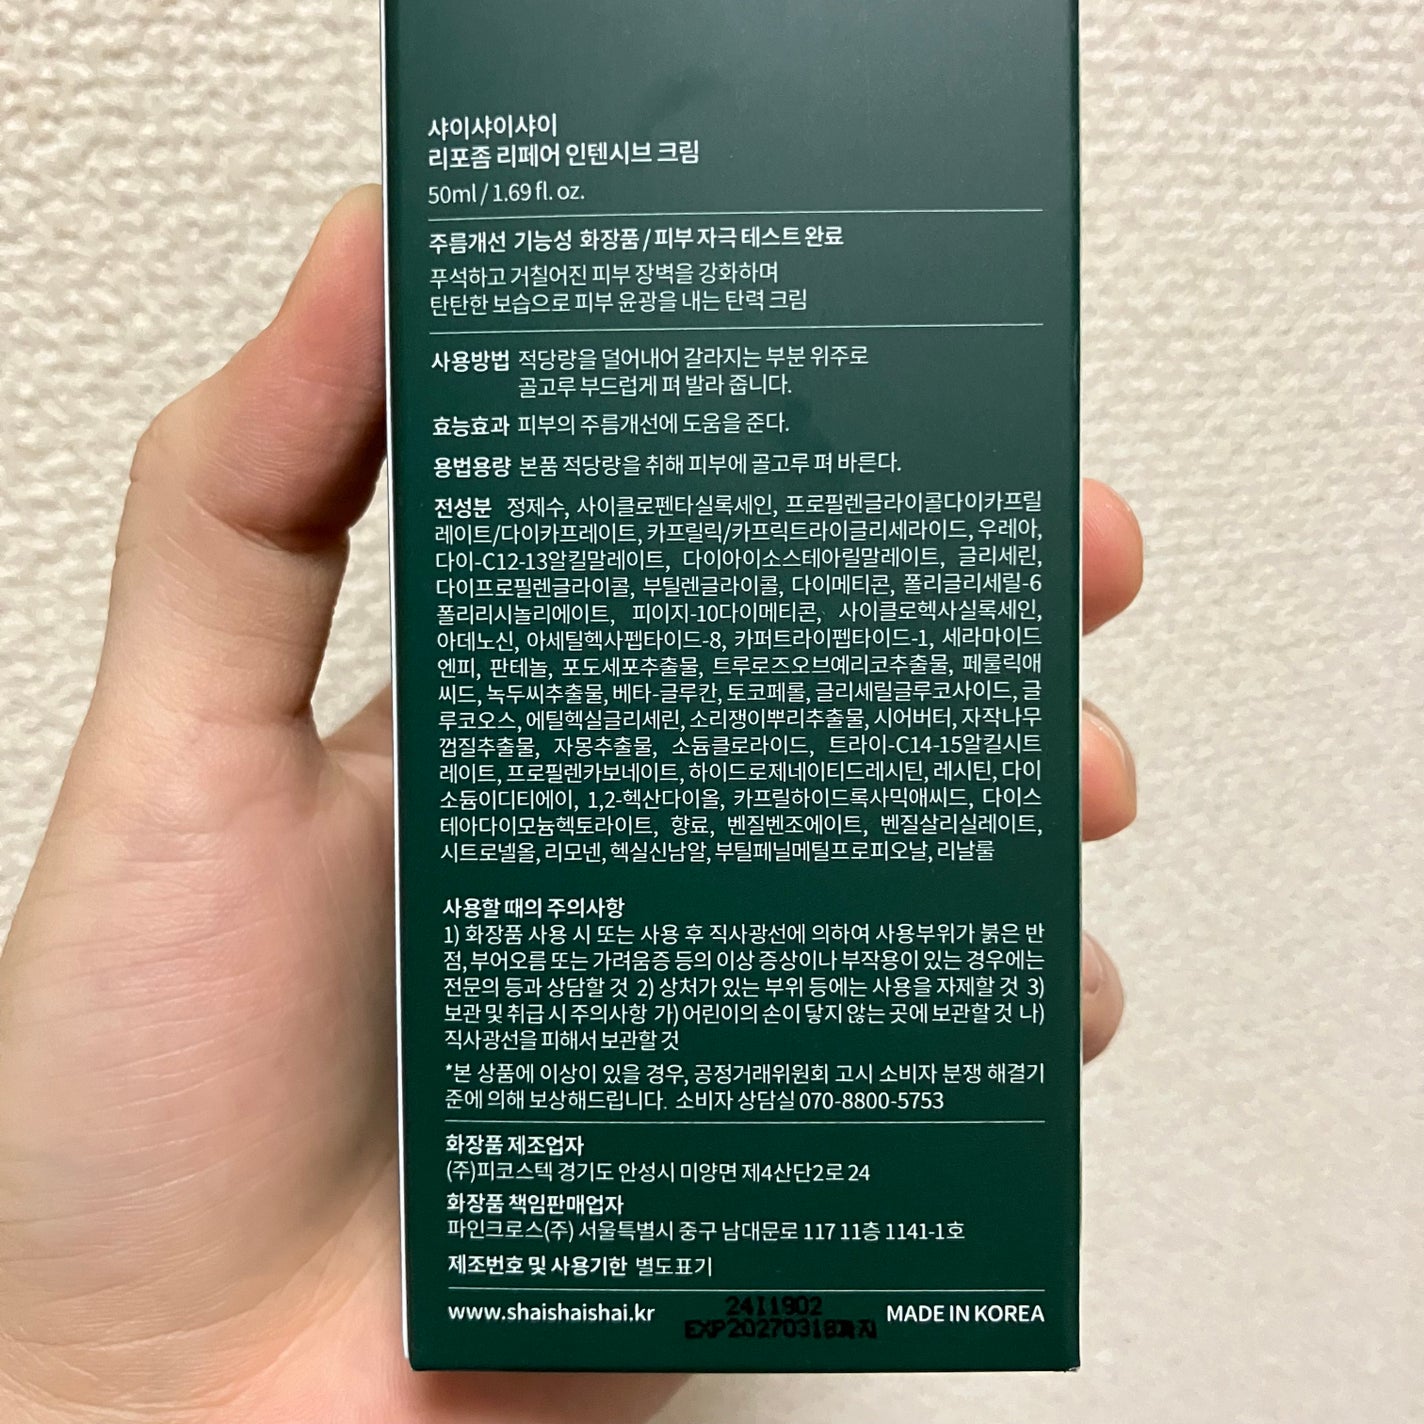 샤이샤이샤이
리포좀 리페어 인텐시브 크림
50ml / 1.69 fl. oz.
주름개선 기능성 화장품 / 피부 자극 테스트 완료
푸석하고 거칠어진 피부 장벽을 강화하며
탄탄한 보습으로 피부 윤광을 내는 탄력 크림
사용방법 적당량을 덜어내어 갈라지는 부분 위주로
골고루 부드럽게 펴 발라 줍니다.
효능효과 피부의 주름개선에 도움을 준다.
용법용량 본품 적당량을 취해 피부에 골고루 펴 바른다.
전성분 정제수, 사이클로펜타실록세인, 프로필렌글라이콜다이카프릴
레이트/다이카프레이트, 카프릴릭/카프릭트라이글리세라이드, 우레아,
다이-C12-13알킬말레이트, 다이아이소스테아릴말레이트, 글리세린,
다이프로필렌글라이콜, 부틸렌글라이콜, 다이메티콘, 폴리글리세릴-6
폴리리시놀리에이트, 피이지-10다이메티콘, 사이클로헥사실록세인,
아데노신, 아세틸헥사펩타이드-8, 카퍼트라이펩타이드-1, 세라마이드
엔피, 판테놀, 포도세포추출물, 트루로즈오브예리코추출물, 페룰릭애
씨드, 녹두씨추출물, 베타-글루칸, 토코페롤, 글리세릴글루코사이드, 글
루코오스, 에틸헥실글리세린, 소리쟁이뿌리추출물, 시어버터, 자작나무
껍질추출물, 자몽추출물, 소듐클로라이드, 트라이-C14-15알킬시트
레이트, 프로필렌카보네이트, 하이드로제네이티드레시틴, 레시틴, 다이
소듐이디티에이, 1,2-헥산다이올, 카프릴하이드록사믹애씨드, 다이스
테아다이모늄헥토라이트, 향료, 벤질벤조에이트, 벤질살리실레이트,
시트로넬올, 리모넨, 헥실신남알, 부틸페닐메틸프로피오날, 리날룰
사용할 때의 주의사항
1) 화장품 사용 시 또는 사용 후 직사광선에 의하여 사용부위가 붉은 반
점, 부어오름 또는 가려움증 등의 이상 증상이나 부작용이 있는 경우에는
전문의 등과 상담할 것 2) 상처가 있는 부위 등에는 사용을 자제할 것 3)
보관 및 취급 시 주의사항 가) 어린이의 손이 닿지 않는 곳에 보관할 것 나)
직사광선을 피해서 보관할 것
*본 상품에 이상이 있을 경우, 공정거래위원회 고시 소비자 분쟁 해결기
준에 의해 보상해드립니다. 소비자 상담실 070-8800-5753
화장품 제조업자
(주)피코스텍 경기도 안성시 미양면 제4산단2로 24
화장품 책임판매업자
파인크로스(주) 서울특별시 중구 남대문로 117 11층 1141-1호
제조번호 및 사용기한 별도표기
24I1902
www.shaishaishai.kr EXP20270318까지 MADE IN KOREA